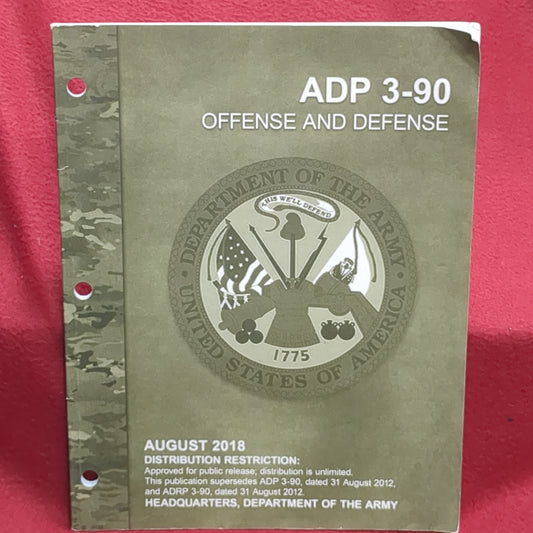 ADP 3-90
OFFENSE AND DEFENSE
DEPARTMENT OF THE ARMY
THIS WE'LL DEFEND
1775
UNITED STATES OF AMERICA
AUGUST 2018
DISTRIBUTION RESTRICTION:
Approved for public release; distribution is unlimited.
This publication supersedes ADP 3-90, dated 31 August 2012,
and ADRP 3-90, dated 31 August 2012.
HEADQUARTERS, DEPARTMENT OF THE ARMY